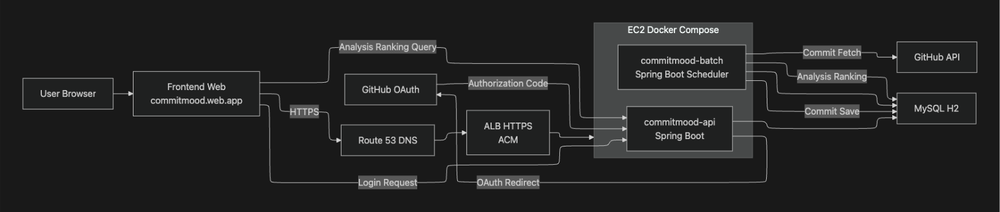 EC2 Docker Compose
Analysis Ranking Query
commitmood-batch
Spring Boot Scheduler
Commit Fetch
GitHub API
User Browser
Frontend Web
commitmood.web.app
GitHub OAuth
Authorization Code
Analysis Ranking
HTTPS
Commit Save
MySQL H2
Route 53 DNS
ALB HTTPS
ACM
commitmood-api
Spring Boot
Login Request
OAuth Redirect